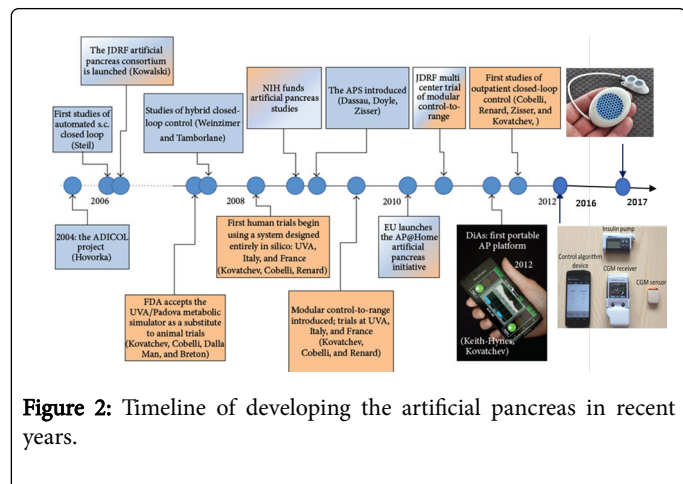 The JDRF artificial
pancreas consortium
is launched (Kowalski)
First studies of
automated s.c.
closed loop
(Steil)
Studies of hybrid closed-
loop control (Weinzimer
and Tamborlane)
NIH funds
artificial pancreas
studies
The APS introduced
(Dassau, Doyle,
Zisser)
JDRF multi
center trial
of modular
control-to-
range
First studies of
outpatient closed-loop
control (Cobelli,
Renard, Zisser, and
Kovatchev, )
2006
2008
2010
2012
2016
2017
2004: the ADICOL
project
(Hovorka)
FDA accepts the
UVA/Padova metabolic
simulator as a substitute
to animal trials
(Kovatchev, Cobelli, Dalla
Man, and Breton)
First human trials begin
using a system designed
entirely in silico: UVA,
Italy, and France
(Kovatchev, Cobelli, Renard)
Modular control-to-range
introduced; trials at UVA,
Italy, and France
(Kovatchev,
Cobelli, and Renard)
EU launches
the AP@Home
artificial
pancreas
initiative
DiAs: first portable
AP platform
2012
(Keith-Hynes,
Kovatchev)
Insulin pump
Control algorithm
device
CGM receiver
CGM sensor
Figure 2: Timeline of developing the artificial pancreas in recent
years.